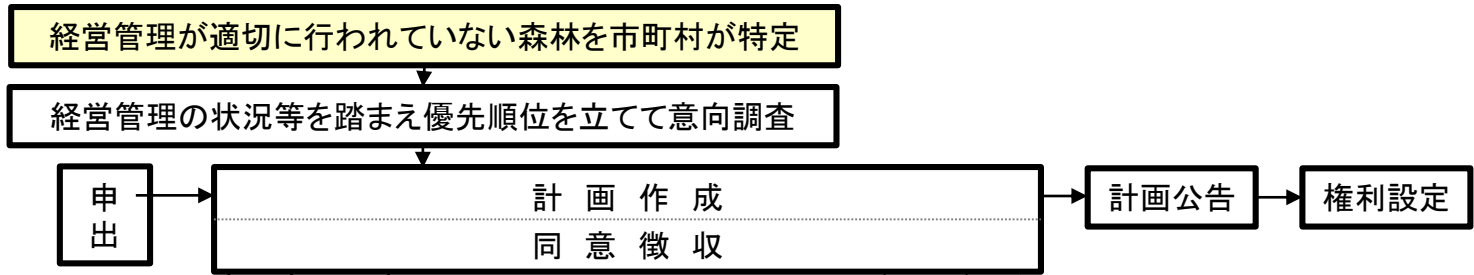 経営管理が適切に行われていない森林を市町村が特定
経営管理の状況等を踏まえ優先順位を立てて意向調査
申出
計画作成
同意徴収
計画公告
権利設定